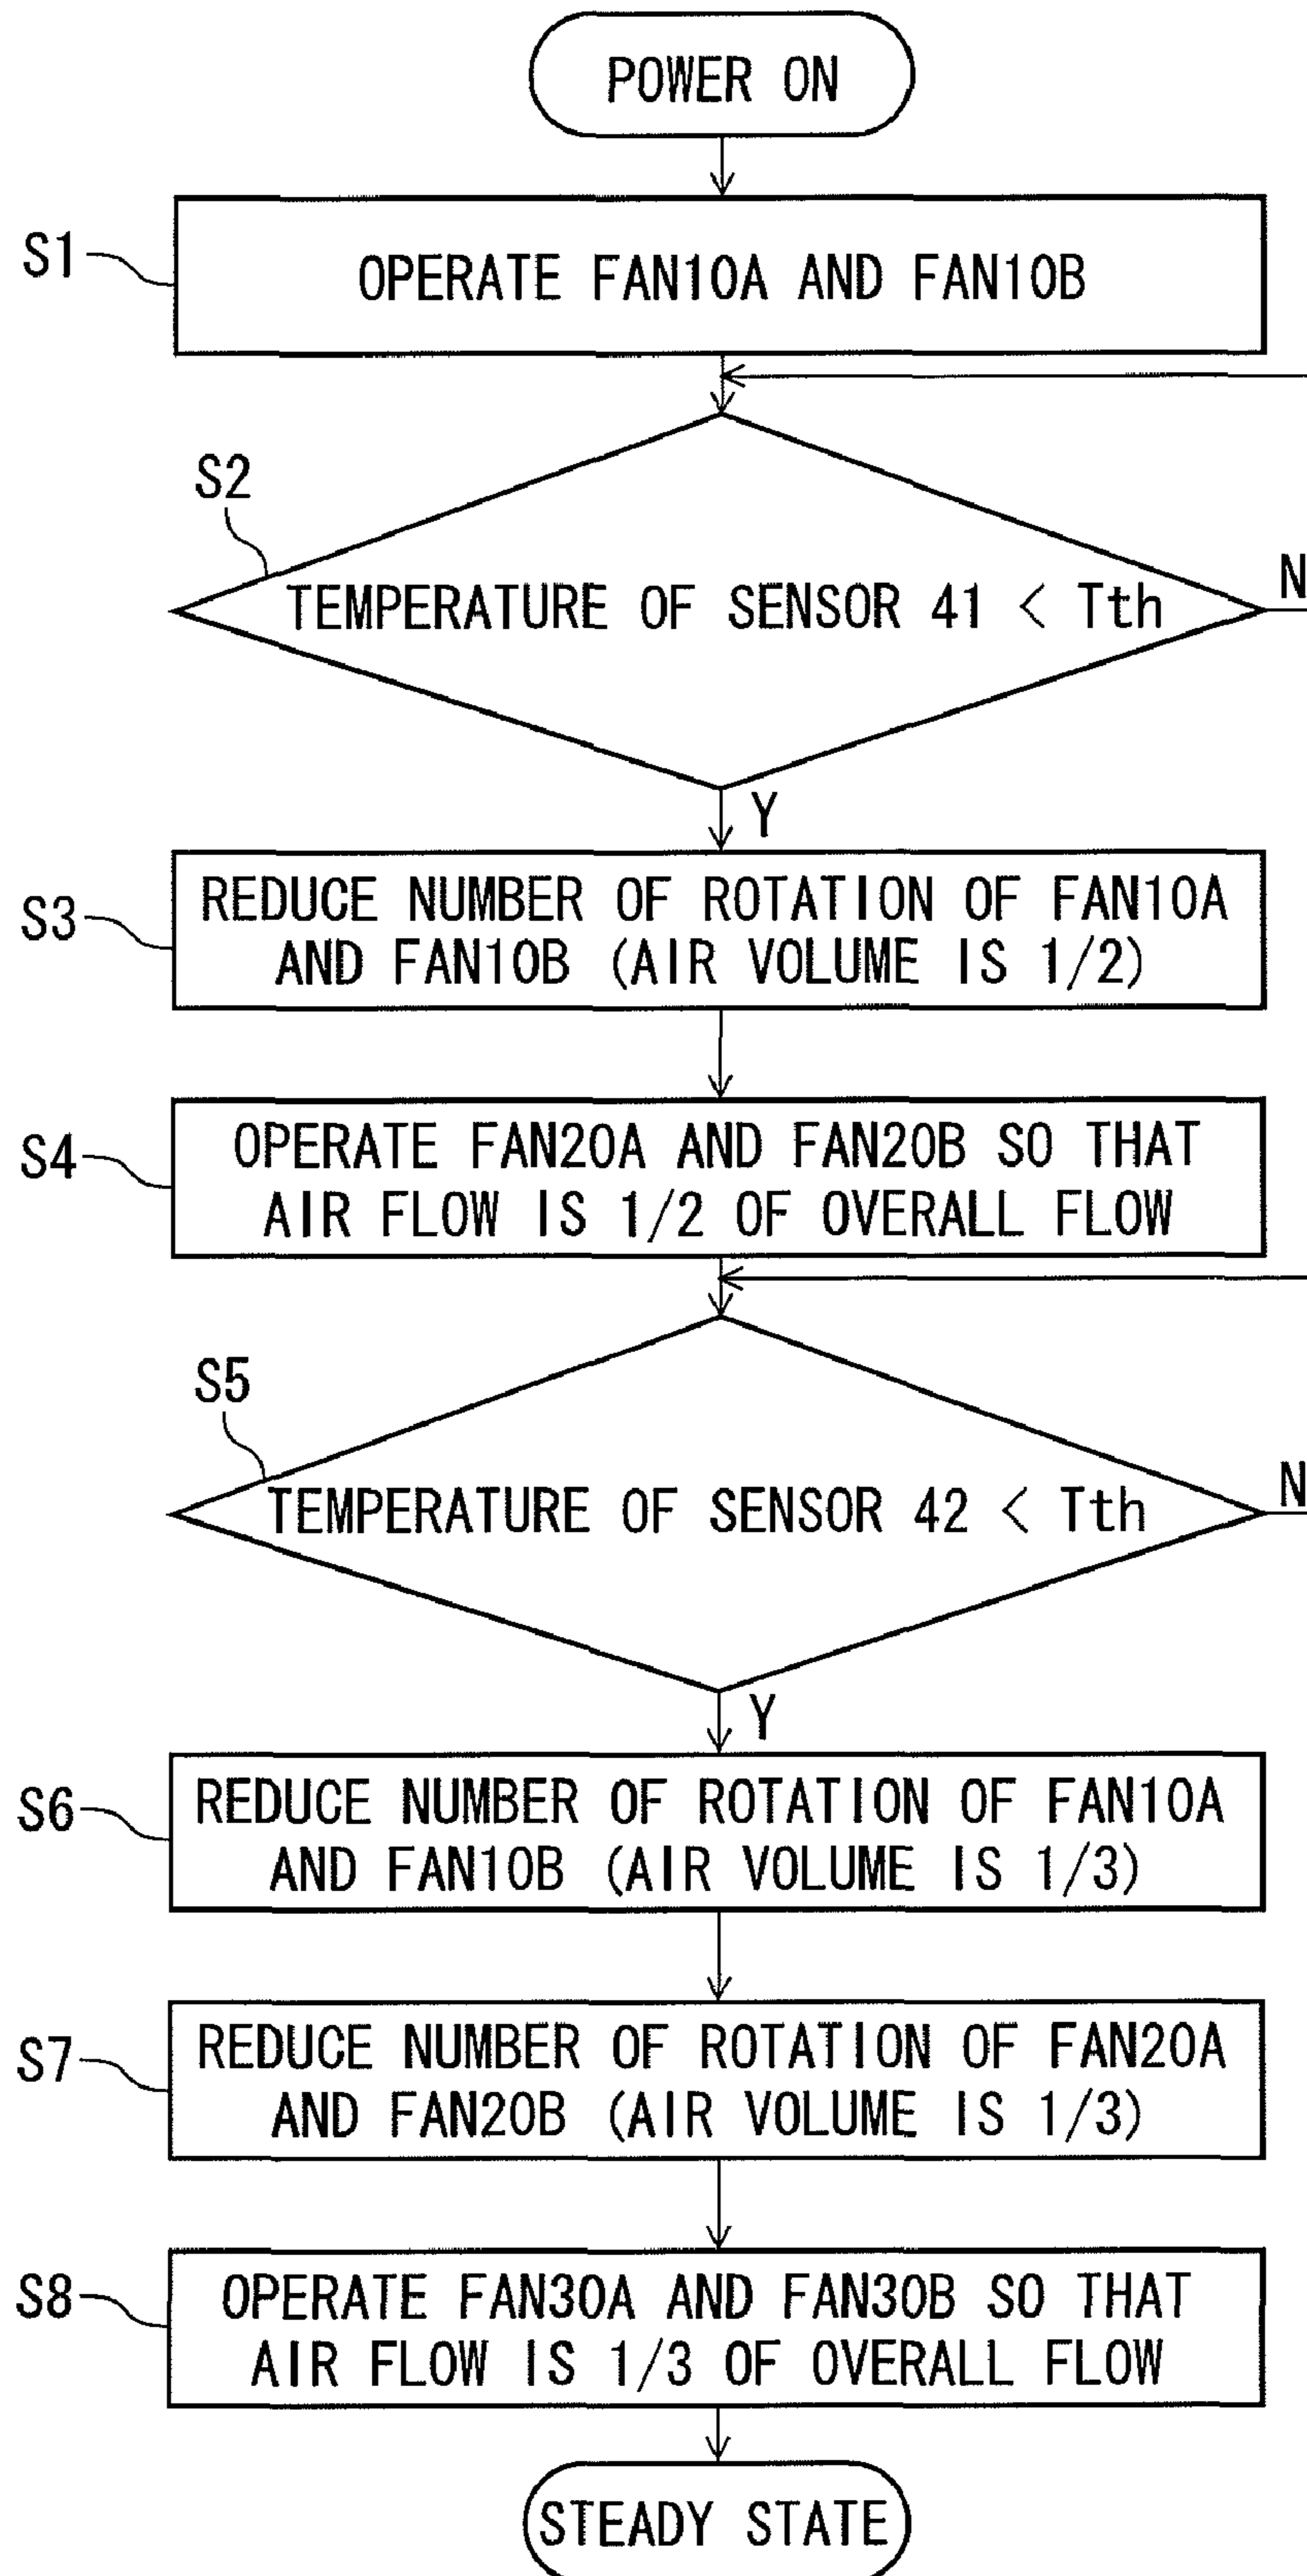 POWER ON
S1
OPERATE FAN10A AND FAN10B
S2
TEMPERATURE OF SENSOR 41 < Tth
N
Y
S3
REDUCE NUMBER OF ROTATION OF FAN10A
AND FAN10B (AIR VOLUME IS 1/2)
S4
OPERATE FAN20A AND FAN20B SO THAT
AIR FLOW IS 1/2 OF OVERALL FLOW
S5
TEMPERATURE OF SENSOR 42 < Tth
N
Y
S6
REDUCE NUMBER OF ROTATION OF FAN10A
AND FAN10B (AIR VOLUME IS 1/3)
S7
REDUCE NUMBER OF ROTATION OF FAN20A
AND FAN20B (AIR VOLUME IS 1/3)
S8
OPERATE FAN30A AND FAN30B SO THAT
AIR FLOW IS 1/3 OF OVERALL FLOW
STEADY STATE